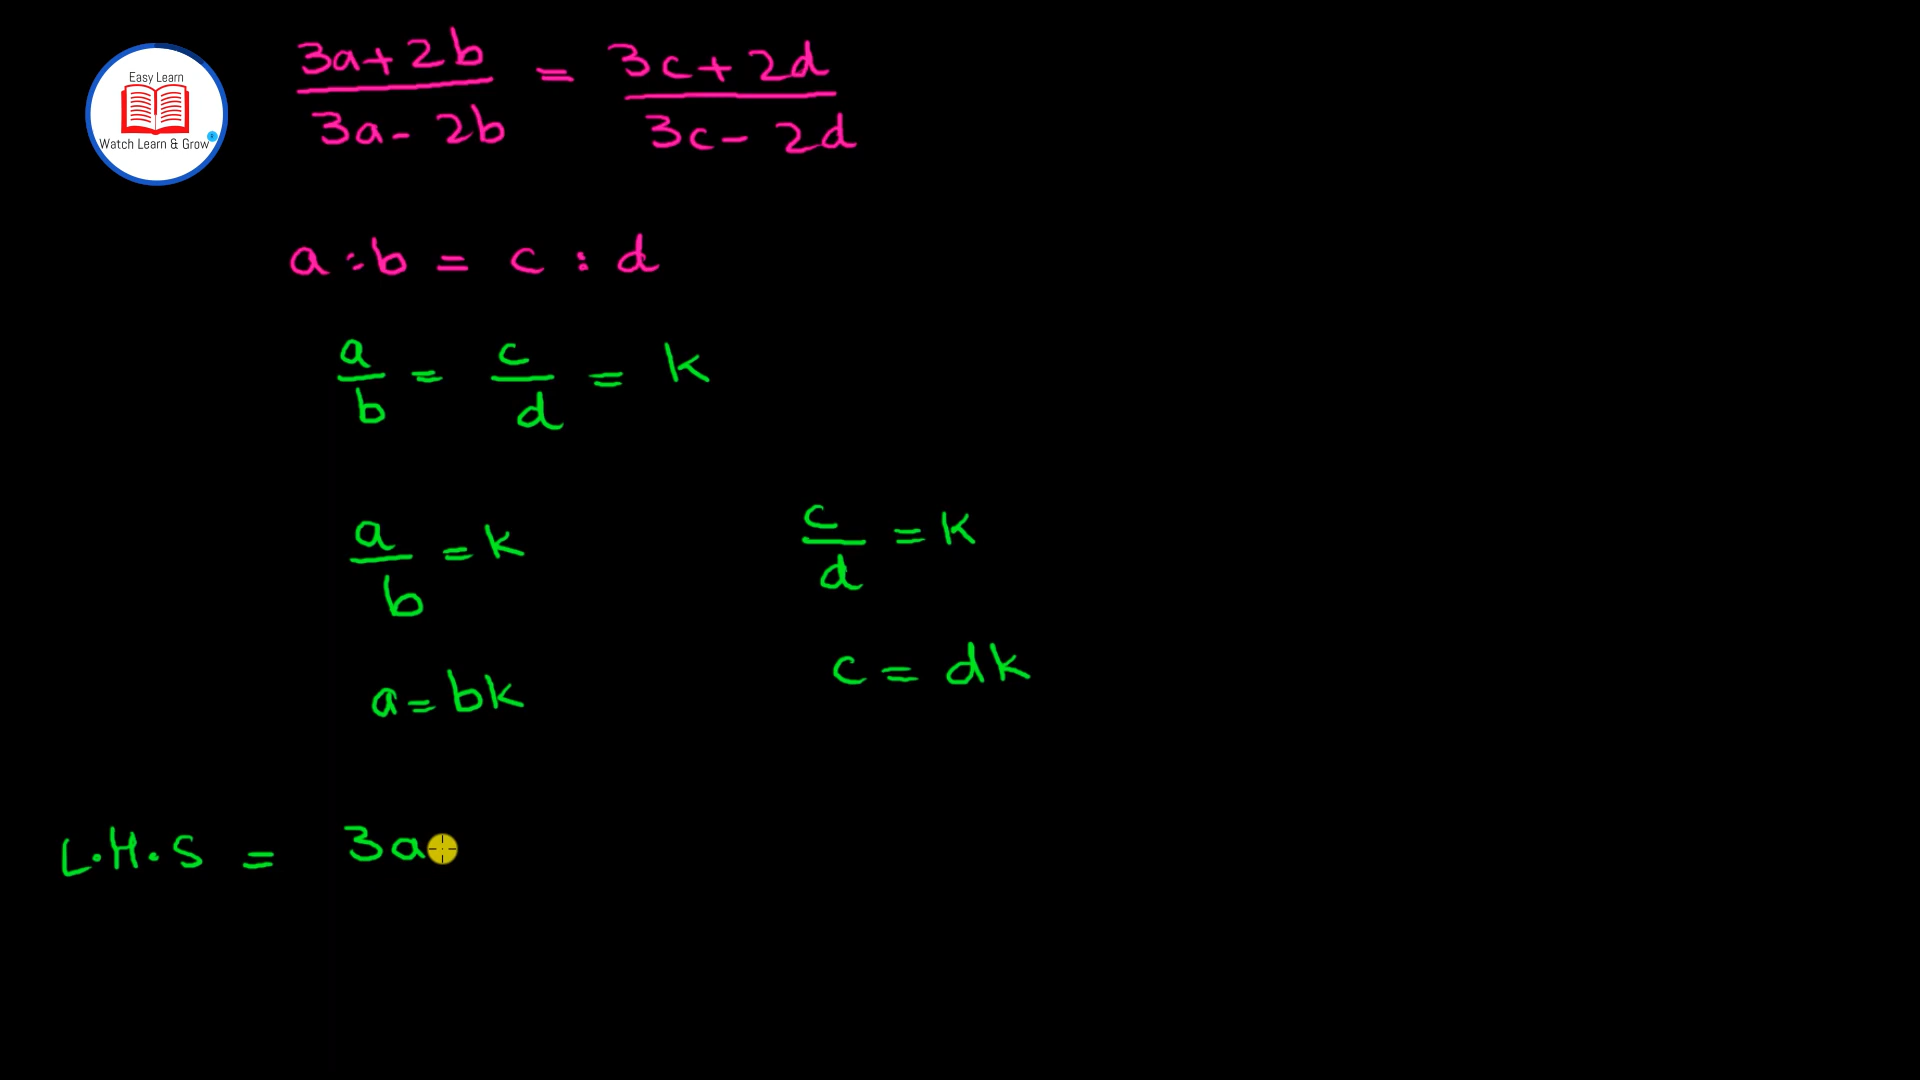 Easy Learn
Watch Learn & Grow
3a+2b / 3a-2b = 3c+2d / 3c-2d
a:b = c:d
a/b = c/d = k
a/b = k
c/d = k
a=bk
c=dk
L.H.S = 3a